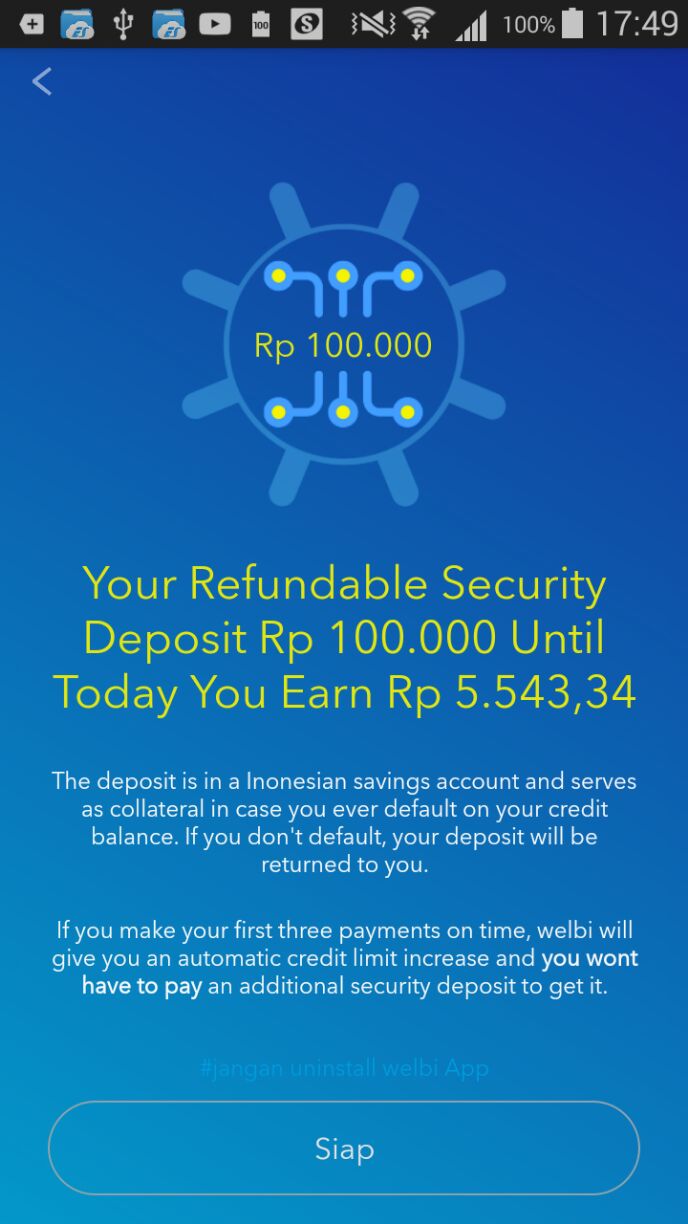 100
S
100% 17:49
Rp 100.000
Your Refundable Security
Deposit Rp 100.000 Until
Today You Earn Rp 5.543,34
The deposit is in a Inonesian savings account and serves
as collateral in case you ever default on your credit
balance. If you don't default, your deposit will be
returned to you.
If you make your first three payments on time, welbi will
give you an automatic credit limit increase and you wont
have to pay an additional security deposit to get it.
#jangan uninstall welbi App
Siap